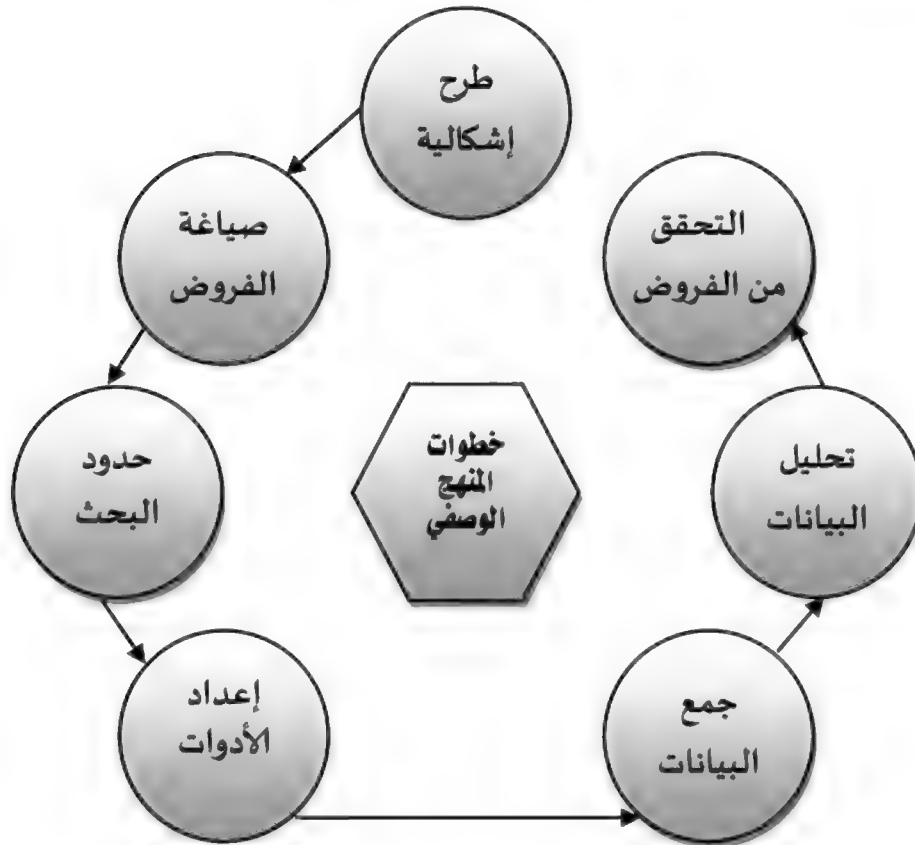 طرح
إشكالية
صياغة
الفروض
حدود
البحث
إعداد
الأدوات
جمع
البيانات
تحليل
البيانات
التحقق
من الفروض
خطوات
المنهج
الوصفي